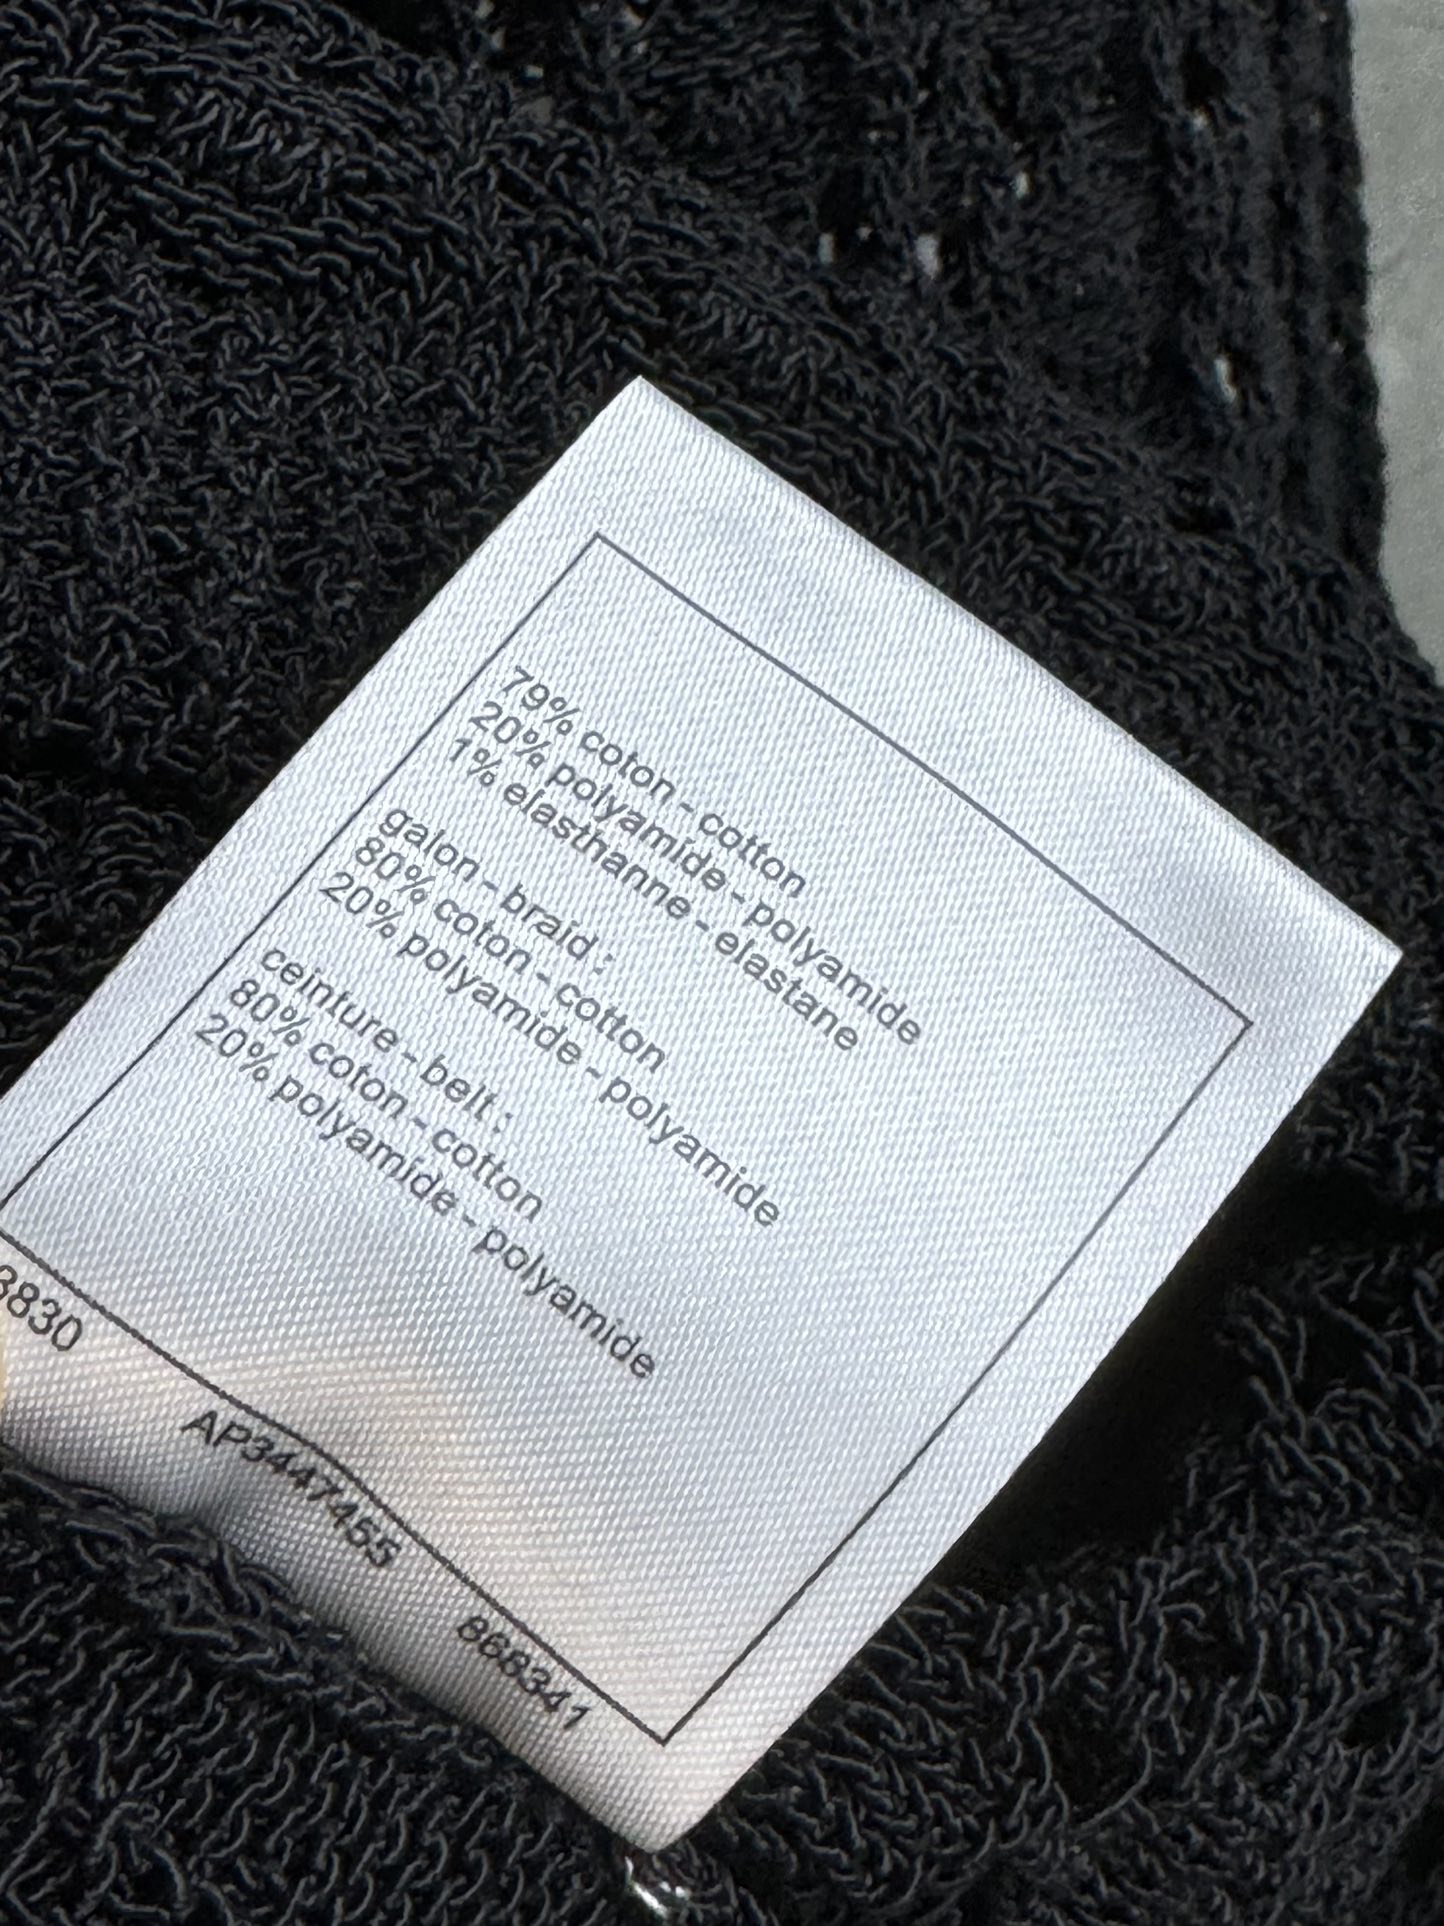 79% coton - cotton
20% polyamide - polyamide
1% elasthanne - elastane
galon - braid :
80% coton - cotton
20% polyamide - polyamide
ceinture - belt :
80% coton - cotton
20% polyamide - polyamide
3830 AP3447455 868341